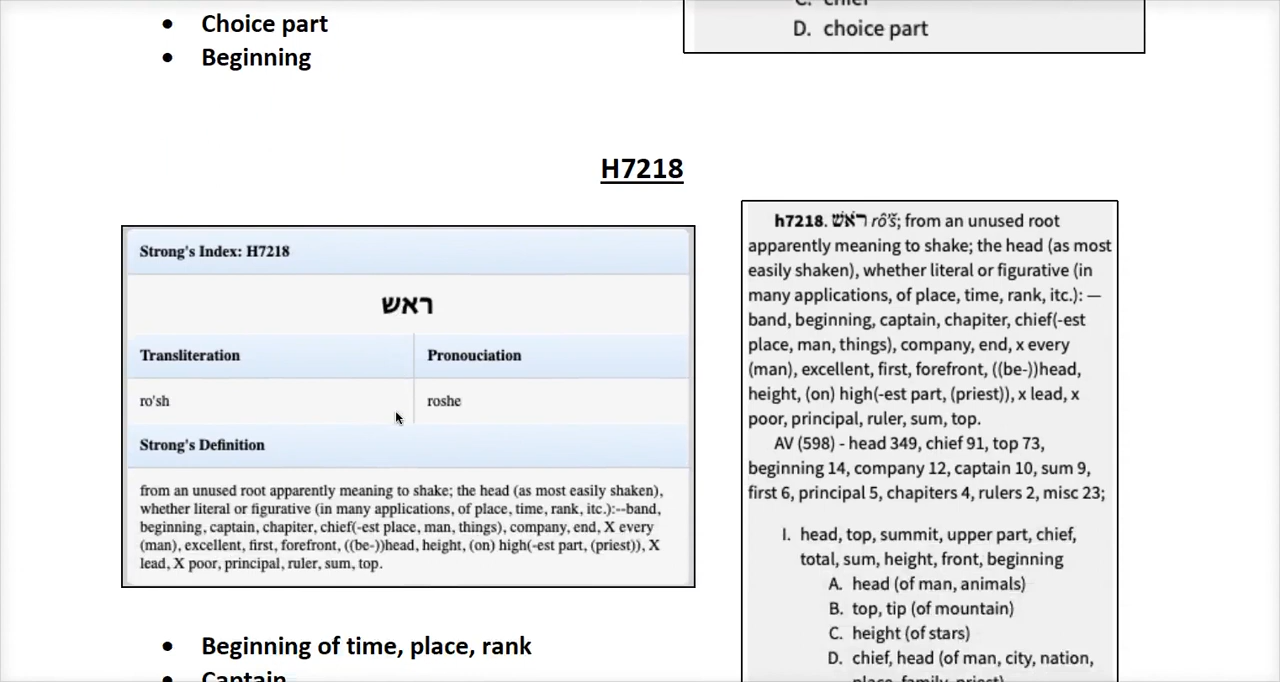 • Choice part
• Beginning
C. chief
D. choice part
H7218
Strong's Index: H7218
ראש
Transliteration
Pronouciation
ro'sh
roshe
Strong's Definition
from an unused root apparently meaning to shake; the head (as most easily shaken),
whether literal or figurative (in many applications, of place, time, rank, itc.):--band,
beginning, captain, chapiter, chief(-est place, man, things), company, end, X every
(man), excellent, first, forefront, ((be-))head, height, (on) high(-est part, (priest)), X
lead, X poor, principal, ruler, sum, top.
h7218. רֹאשׁ rôʾš; from an unused root
apparently meaning to shake; the head (as most
easily shaken), whether literal or figurative (in
many applications, of place, time, rank, itc.): —
band, beginning, captain, chapiter, chief(-est
place, man, things), company, end, x every
(man), excellent, first, forefront, ((be-))head,
height, (on) high(-est part, (priest)), x lead, x
poor, principal, ruler, sum, top.
AV (598) - head 349, chief 91, top 73,
beginning 14, company 12, captain 10, sum 9,
first 6, principal 5, chapiters 4, rulers 2, misc 23;
I. head, top, summit, upper part, chief,
total, sum, height, front, beginning
A. head (of man, animals)
B. top, tip (of mountain)
C. height (of stars)
D. chief, head (of man, city, nation,
place, family, priest)
• Beginning of time, place, rank
• Captain